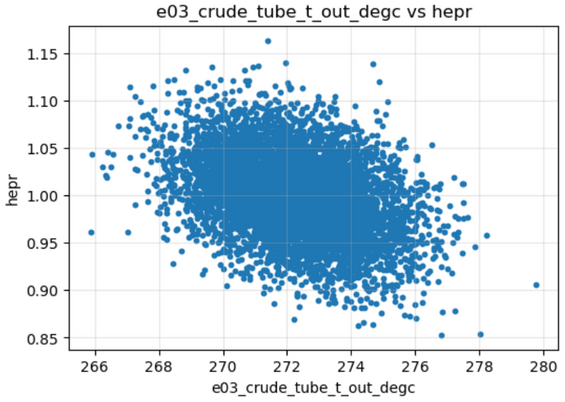 e03_crude_tube_t_out_degc vs hepr
1.15
1.10
1.05
1.00
0.95
0.90
0.85
hepr
266 268 270 272 274 276 278 280
e03_crude_tube_t_out_degc